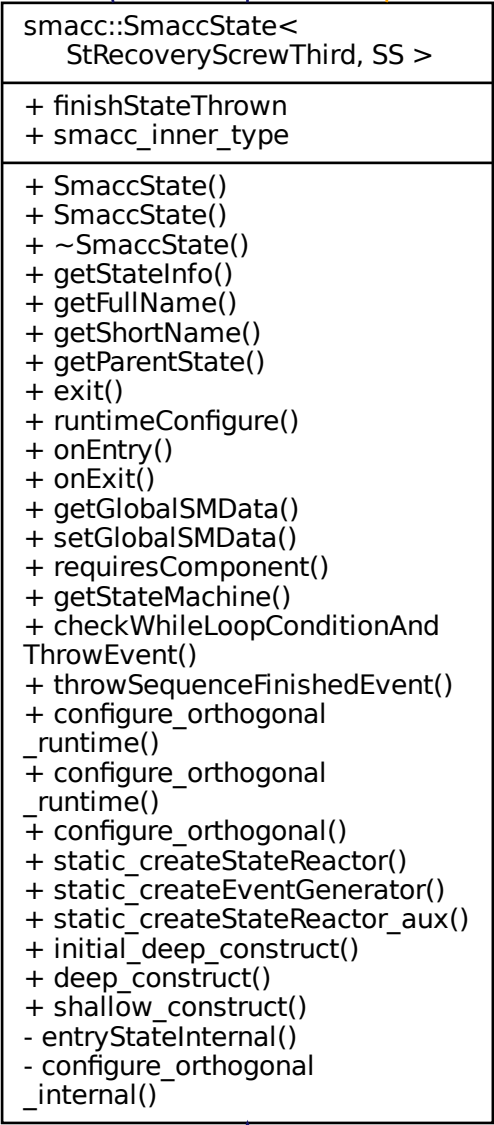 smacc::SmaccState<
StRecoveryScrewThird, SS >
+ finishStateThrown
+ smacc_inner_type
+ SmaccState()
+ SmaccState()
+ ~SmaccState()
+ getStateInfo()
+ getFullName()
+ getShortName()
+ getParentState()
+ exit()
+ runtimeConfigure()
+ onEntry()
+ onExit()
+ getGlobalSMData()
+ setGlobalSMData()
+ requiresComponent()
+ getStateMachine()
+ checkWhileLoopConditionAnd
ThrowEvent()
+ throwSequenceFinishedEvent()
+ configure_orthogonal
_runtime()
+ configure_orthogonal
_runtime()
+ configure_orthogonal()
+ static_createStateReactor()
+ static_createEventGenerator()
+ static_createStateReactor_aux()
+ initial_deep_construct()
+ deep_construct()
+ shallow_construct()
- entryStateInternal()
- configure_orthogonal
_internal()